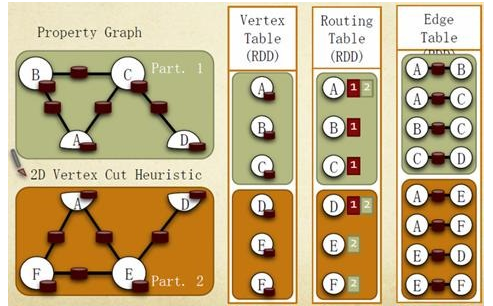 Property Graph
B
C
Part. 1
A
D
2D Vertex Cut Heuristic
A
D
F
E
Part. 2
Vertex
Table
(RDD)
A
B
C
D
E
F
Routing
Table
(RDD)
A 1 2
B 1
C 1
D 1 2
E 2
F 2
Edge
Table
(RDD)
A B
A C
B C
C D
A E
A F
E D
E F